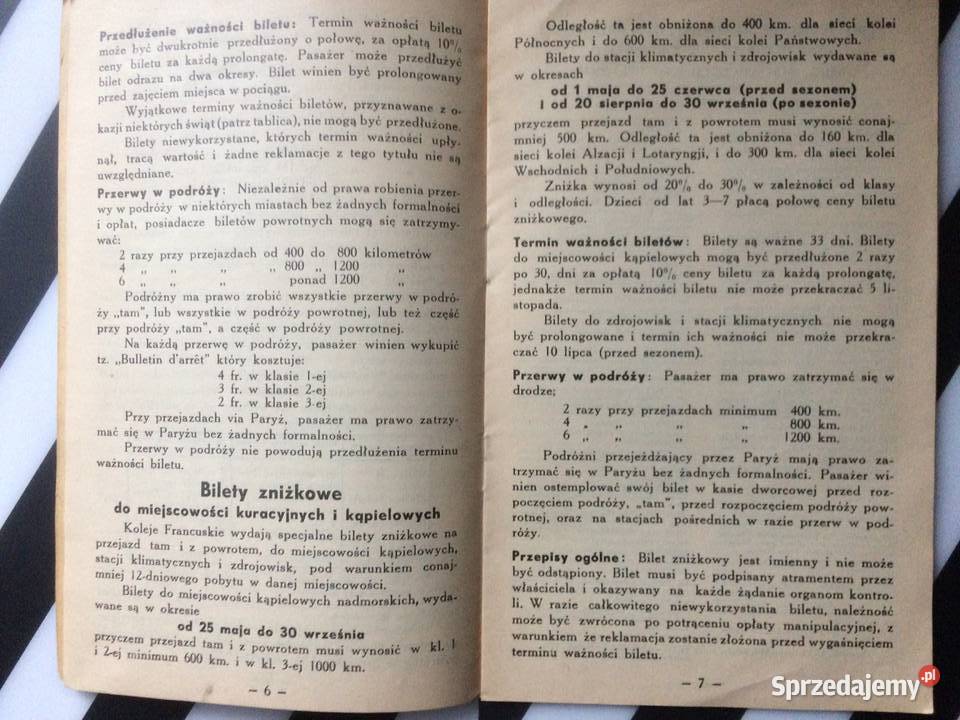 Przedłużenie ważności biletu: Termin ważności biletu
może być dwukrotnie przedłużony o połowę, za opłatą 10%
ceny biletu za każdą prolongatę. Pasażer może przedłużyć
bilet odrazu na dwa okresy. Bilet winien być prolongowany
przed zajęciem miejsca w pociągu.
Wyjątkowe terminy ważności biletów, przyznawane z o-
kazji niektórych świąt (patrz tablica), nie mogą być przedłużone.
Bilety niewykorzystane, których termin ważności upły-
nął, tracą wartość i żadne reklamacje z tego tytułu nie są
uwzględniane.
Przerwy w podróży: Niezależnie od prawa robienia przer-
wy w podróży w niektórych miastach bez żadnych formalności
i opłat, posiadacze biletów powrotnych mogą się zatrzymy-
wać:
2 razy przy przejazdach od 400 do 800 kilometrów
4 „ „ „ „ 800 „ 1200 „
6 „ „ „ ponad 1200 „
Podróżny ma prawo zrobić wszystkie przerwy w podró-
ży „tam", lub wszystkie w podróży powrotnej, lub też część
przy podróży „tam", a część w podróży powrotnej.
Na każdą przerwę w podróży, pasażer winien wykupić
tz. „Bulletin d'arrêt" który kosztuje:
4 fr. w klasie 1-ej
3 fr. w klasie 2-ej
2 fr. w klasie 3-ej
Przy przejazdach via Paryż, pasażer ma prawo zatrzy-
mać się w Paryżu bez żadnych formalności.
Przerwy w podróży nie powodują przedłużenia terminu
ważności biletu.
Bilety zniżkowe
do miejscowości kuracyjnych i kąpielowych
Koleje Francuskie wydają specjalne bilety zniżkowe na
przejazd tam i z powrotem, do miejscowości kąpielowych,
stacji klimatycznych i zdrojowisk, pod warunkiem conaj-
mniej 12-dniowego pobytu w danej miejscowości.
Bilety do miejscowości kąpielowych nadmorskich, wyda-
wane są w okresie
od 25 maja do 30 września
przyczem przejazd tam i z powrotem musi wynosić w kl. 1
i 2-ej minimum 600 km. i w kl. 3-ej 1000 km.
— 6 —
Odległość ta jest obniżona do 400 km. dla sieci kolei
Północnych i do 600 km. dla sieci kolei Państwowych.
Bilety do stacji klimatycznych i zdrojowisk wydawane są
w okresach
od 1 maja do 25 czerwca (przed sezonem)
i od 20 sierpnia do 30 września (po sezonie)
przyczem przejazd tam i z powrotem musi wynosić conaj-
mniej 500 km. Odległość ta jest obniżona do 160 km. dla
sieci kolei Alzacji i Lotaryngji, i do 300 km. dla sieci kolei
Wschodnich i Południowych.
Zniżka wynosi od 20% do 30% w zależności od klasy
i odległości. Dzieci od lat 3—7 płacą połowę ceny biletu
zniżkowego.
Termin ważności biletów: Bilety są ważne 33 dni. Bilety
do miejscowości kąpielowych mogą być przedłużone 2 razy
po 30, dni za opłatą 10% ceny biletu za każdą prolongatę,
jednakże termin ważności biletu nie może przekraczać 5 li-
stopada.
Bilety do zdrojowisk i stacji klimatycznych nie mogą
być prolongowane i termin ich ważności nie może przekra-
czać 10 lipca (przed sezonem).
Przerwy w podróży: Pasażer ma prawo zatrzymać się w
drodze;
2 razy przy przejazdach minimum 400 km.
4 „ „ „ „ 800 km.
6 „ „ „ „ 1200 km.
Podróżni przejeżdżający przez Paryż mają prawo za-
trzymać się w Paryżu bez żadnych formalności. Pasażer wi-
nien ostemplować swój bilet w kasie dworcowej przed roz-
poczęciem podróży, „tam", przed rozpoczęciem podróży pow-
rotnej, oraz na stacjach pośrednich w razie przerw w pod-
róży.
Przepisy ogólne: Bilet zniżkowy jest imienny i nie może
być odstąpiony. Bilet musi być podpisany atramentem przez
właściciela i okazywany na każde żądanie organom kontro-
li. W razie całkowitego niewykorzystania biletu, należność
może być zwrócona po potrąceniu opłaty manipulacyjnej, z
warunkiem że reklamacja zostanie złożona przed wygaśnięciem
terminu ważności biletu.
— 7 —
Sprzedajemy.pl